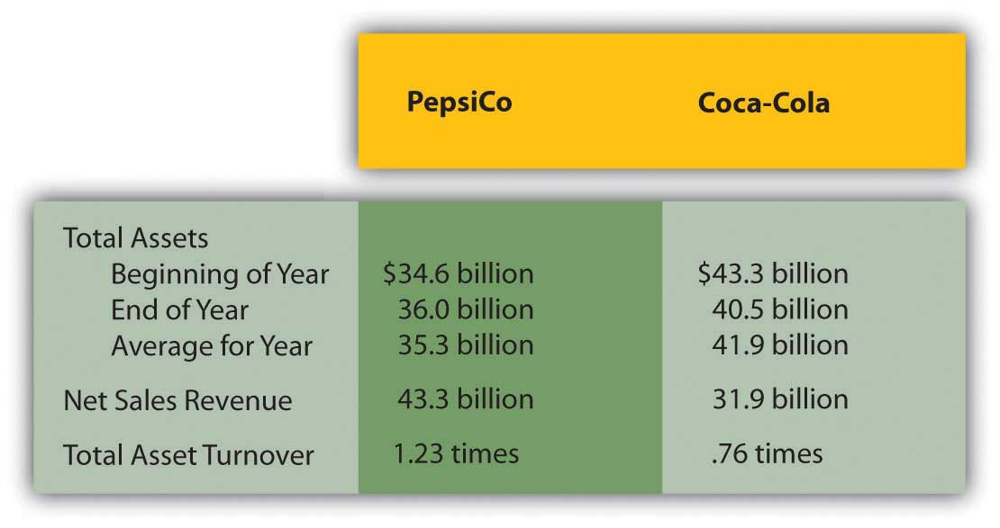 PepsiCo Coca-Cola
Total Assets
Beginning of Year $34.6 billion $43.3 billion
End of Year 36.0 billion 40.5 billion
Average for Year 35.3 billion 41.9 billion
Net Sales Revenue 43.3 billion 31.9 billion
Total Asset Turnover 1.23 times .76 times